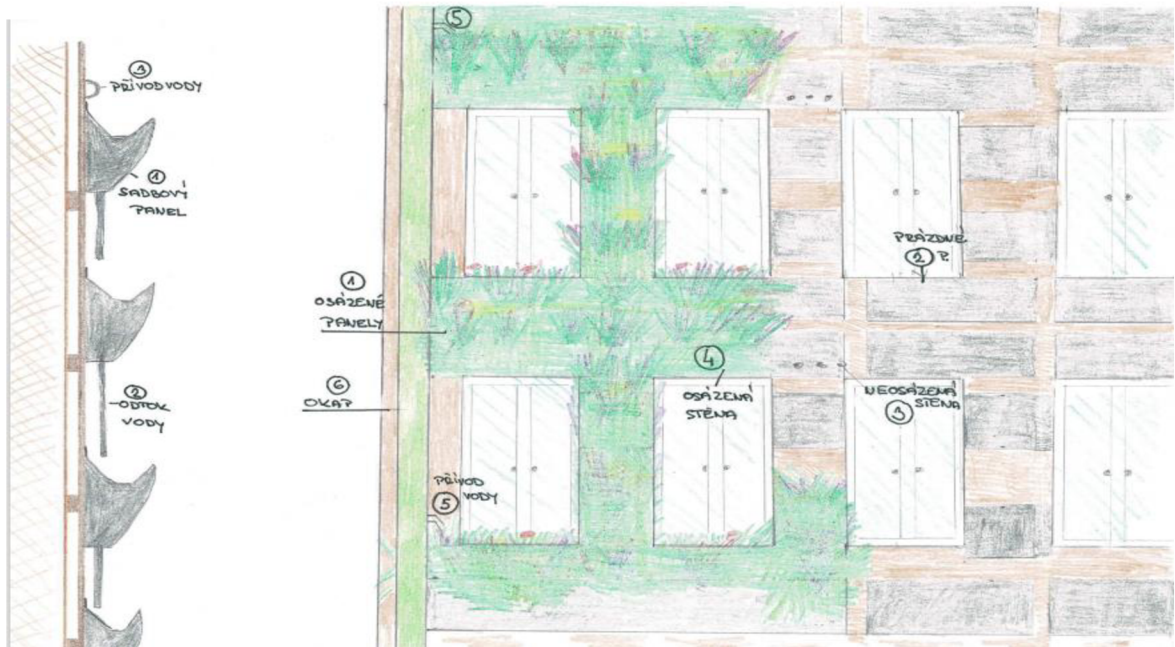 ③
PŘÍVOD VODY
①
SADBOVÝ
PANEL
②
ODTOK
VODY
⑤
①
OSÁZENÉ
PANELY
⑥
OKAP
PŘÍVOD
VODY
⑤
④
OSÁZENÁ
STĚNA
PRÁZDNÉ
② P.
NEOSÁZENÁ
STĚNA
③